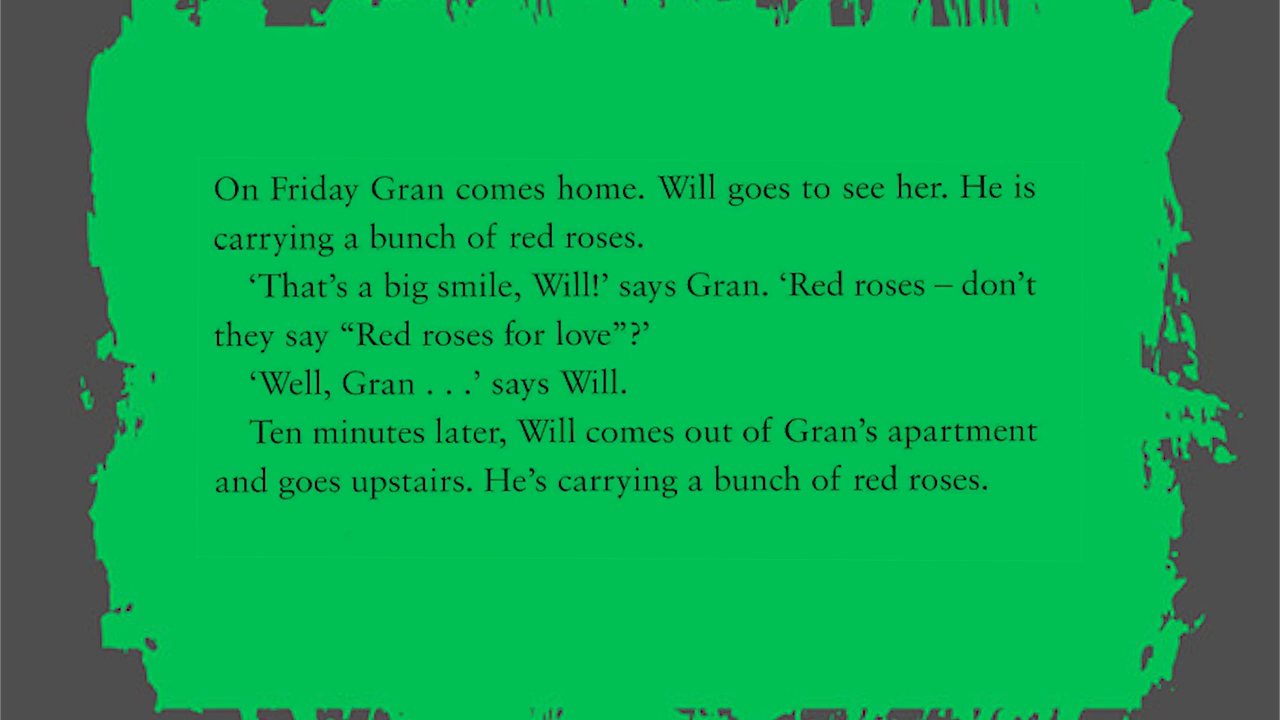 On Friday Gran comes home. Will goes to see her. He is
carrying a bunch of red roses.
‘That’s a big smile, Will!’ says Gran. ‘Red roses – don’t
they say “Red roses for love”?’
‘Well, Gran . . .’ says Will.
Ten minutes later, Will comes out of Gran’s apartment
and goes upstairs. He’s carrying a bunch of red roses.